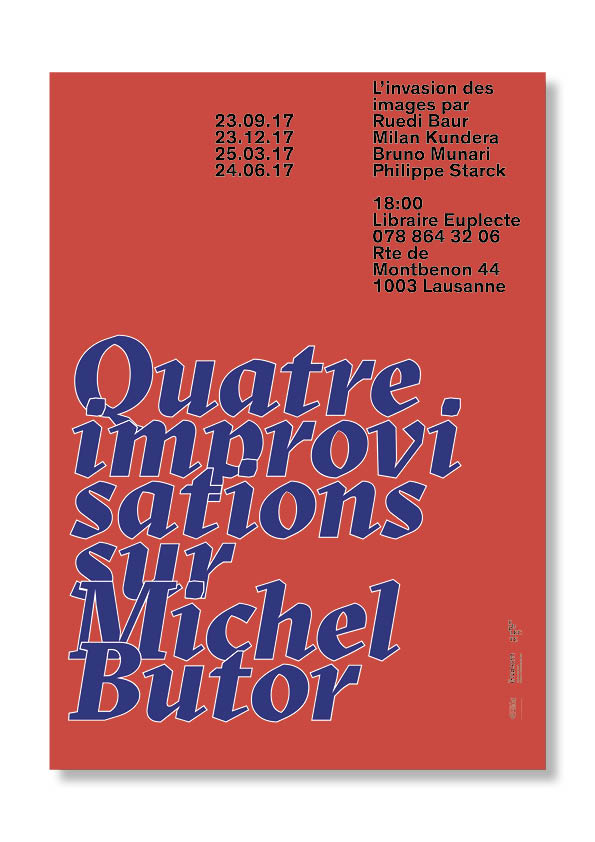 L'invasion des
images par
23.09.17 Ruedi Baur
23.12.17 Milan Kundera
25.03.17 Bruno Munari
24.06.17 Philippe Starck
18:00
Libraire Euplecte
078 864 32 06
Rte de
Montbenon 44
1003 Lausanne
Quatre
improvi
sations
sur
Michel
Butor